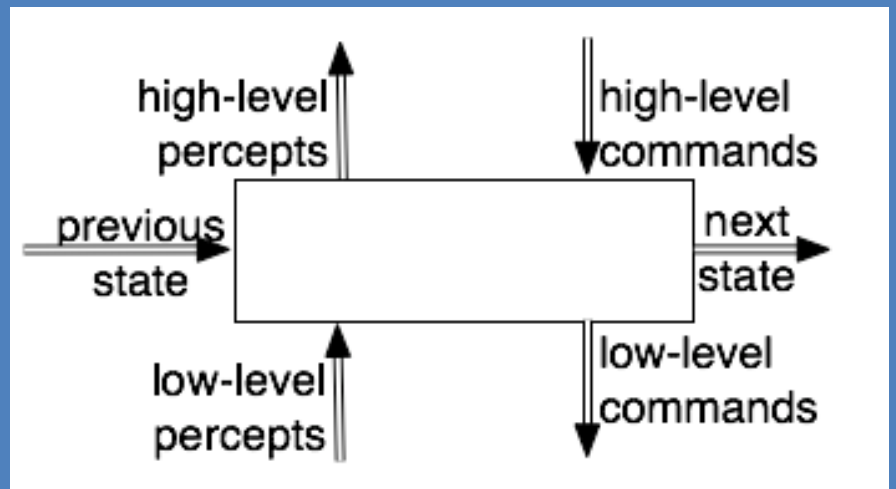 high-level
percepts
high-level
commands
previous
state
next
state
low-level
percepts
low-level
commands